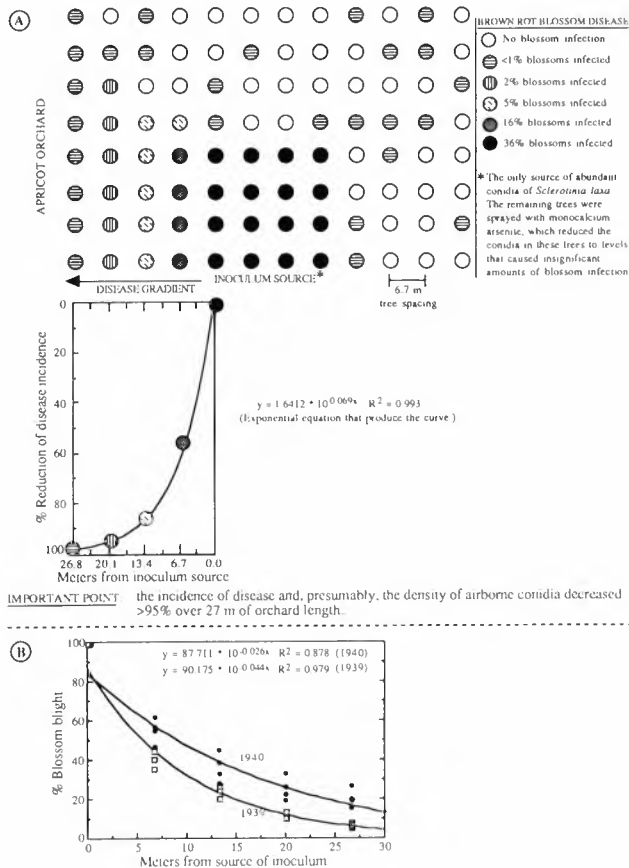 A
APRICOT ORCHARD
BROWN ROT BLOSSOM DISEASE
No blossom infection
<1% blossoms infected
2% blossoms infected
5% blossoms infected
16% blossoms infected
36% blossoms infected
* The only source of abundant
conidia of Sclerotinia laxa
The remaining trees were
sprayed with monocalcium
arsenite, which reduced the
conidia in these trees to levels
that caused insignificant
amounts of blossom infection
DISEASE GRADIENT
INOCULUM SOURCE*
6.7 m
tree spacing
% Reduction of disease incidence
0
20
40
60
80
100
26.8 20.1 13.4 6.7 0.0
Meters from inoculum source
y = 1.6412 * 10^0.069x R^2 = 0.993
(Exponential equation that produce the curve )
IMPORTANT POINT the incidence of disease and, presumably, the density of airborne conidia decreased
>95% over 27 m of orchard length.
B
y = 87.711 * 10^-0.026x R^2 = 0.878 (1940)
y = 90.175 * 10^-0.044x R^2 = 0.979 (1939)
% Blossom blight
100
80
60
40
20
0
1940
1939
0 5 10 15 20 25 30
Meters from source of inoculum